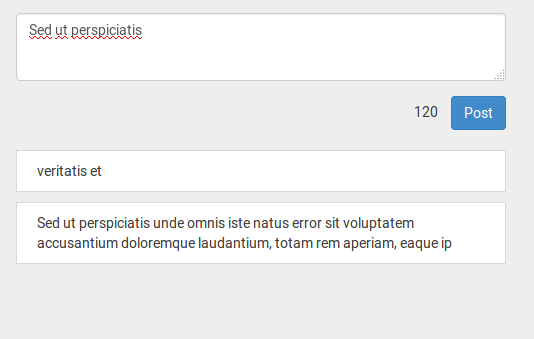 Sed ut perspiciatis
120
Post
veritatis et
Sed ut perspiciatis unde omnis iste natus error sit voluptatem
accusantium doloremque laudantium, totam rem aperiam, eaque ip